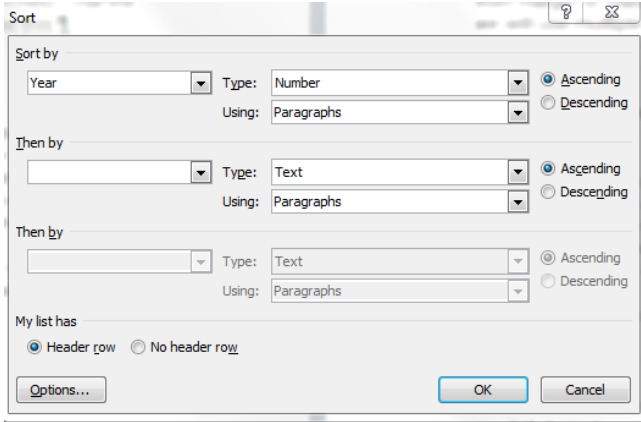 Sort
Sort by
Year Type: Number Ascending
Using: Paragraphs Descending
Then by
Type: Text Ascending
Using: Paragraphs Descending
Then by
Type: Text Ascending
Using: Paragraphs Descending
My list has
Header row No header row
Options... OK Cancel